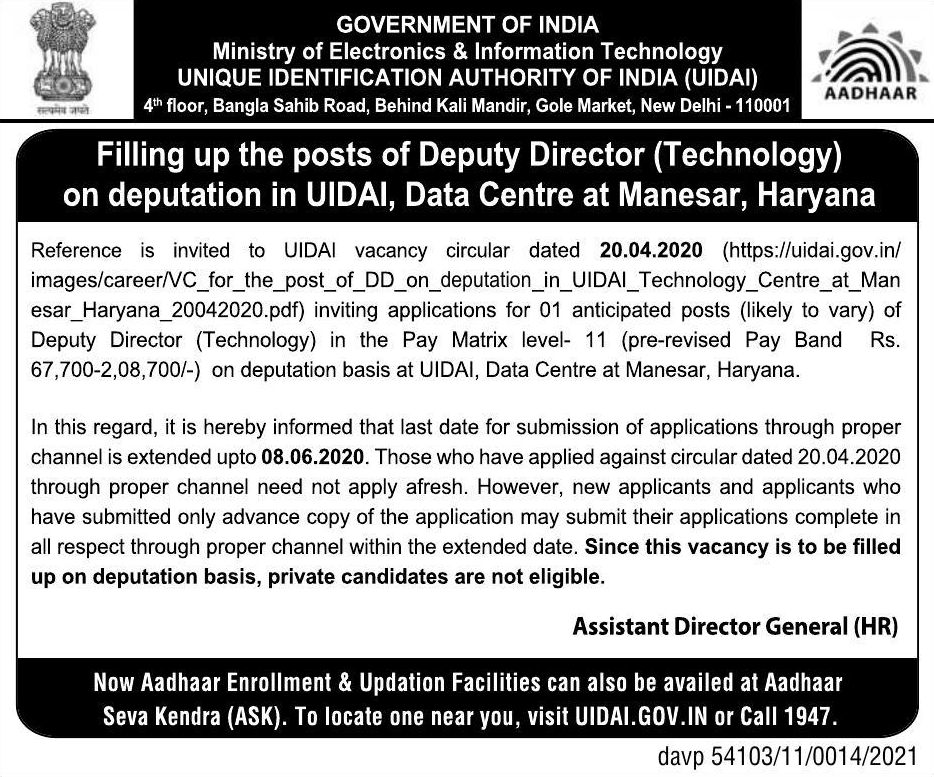 GOVERNMENT OF INDIA
Ministry of Electronics & Information Technology
UNIQUE IDENTIFICATION AUTHORITY OF INDIA (UIDAI)
4th floor, Bangla Sahib Road, Behind Kali Mandir, Gole Market, New Delhi - 110001
सत्यमेव जयते
AADHAAR
Filling up the posts of Deputy Director (Technology)
on deputation in UIDAI, Data Centre at Manesar, Haryana
Reference is invited to UIDAI vacancy circular dated 20.04.2020 (https://uidai.gov.in/
images/career/VC_for_the_post_of_DD_on_deputation_in_UIDAI_Technology_Centre_at_Man
esar_Haryana_20042020.pdf) inviting applications for 01 anticipated posts (likely to vary) of
Deputy Director (Technology) in the Pay Matrix level- 11 (pre-revised Pay Band Rs.
67,700-2,08,700/-) on deputation basis at UIDAI, Data Centre at Manesar, Haryana.
In this regard, it is hereby informed that last date for submission of applications through proper
channel is extended upto 08.06.2020. Those who have applied against circular dated 20.04.2020
through proper channel need not apply afresh. However, new applicants and applicants who
have submitted only advance copy of the application may submit their applications complete in
all respect through proper channel within the extended date. Since this vacancy is to be filled
up on deputation basis, private candidates are not eligible.
Assistant Director General (HR)
Now Aadhaar Enrollment & Updation Facilities can also be availed at Aadhaar
Seva Kendra (ASK). To locate one near you, visit UIDAI.GOV.IN or Call 1947.
davp 54103/11/0014/2021